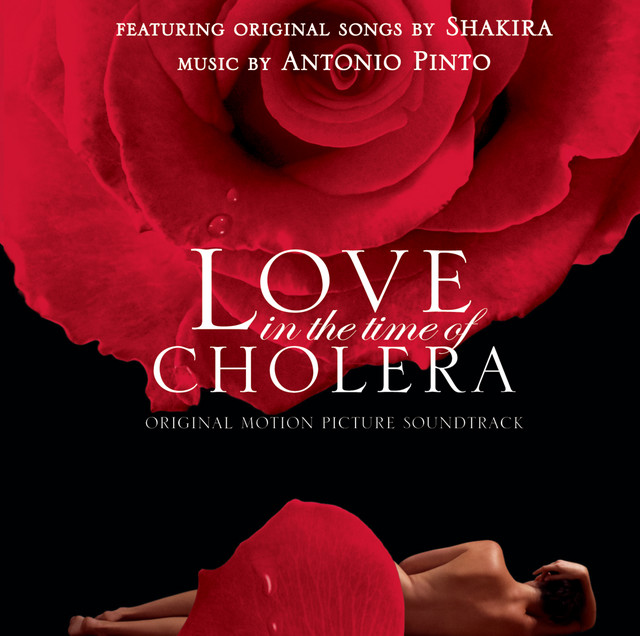 FEATURING ORIGINAL SONGS BY SHAKIRA
MUSIC BY ANTONIO PINTO
LOVE
in the time of
CHOLERA
ORIGINAL MOTION PICTURE SOUNDTRACK